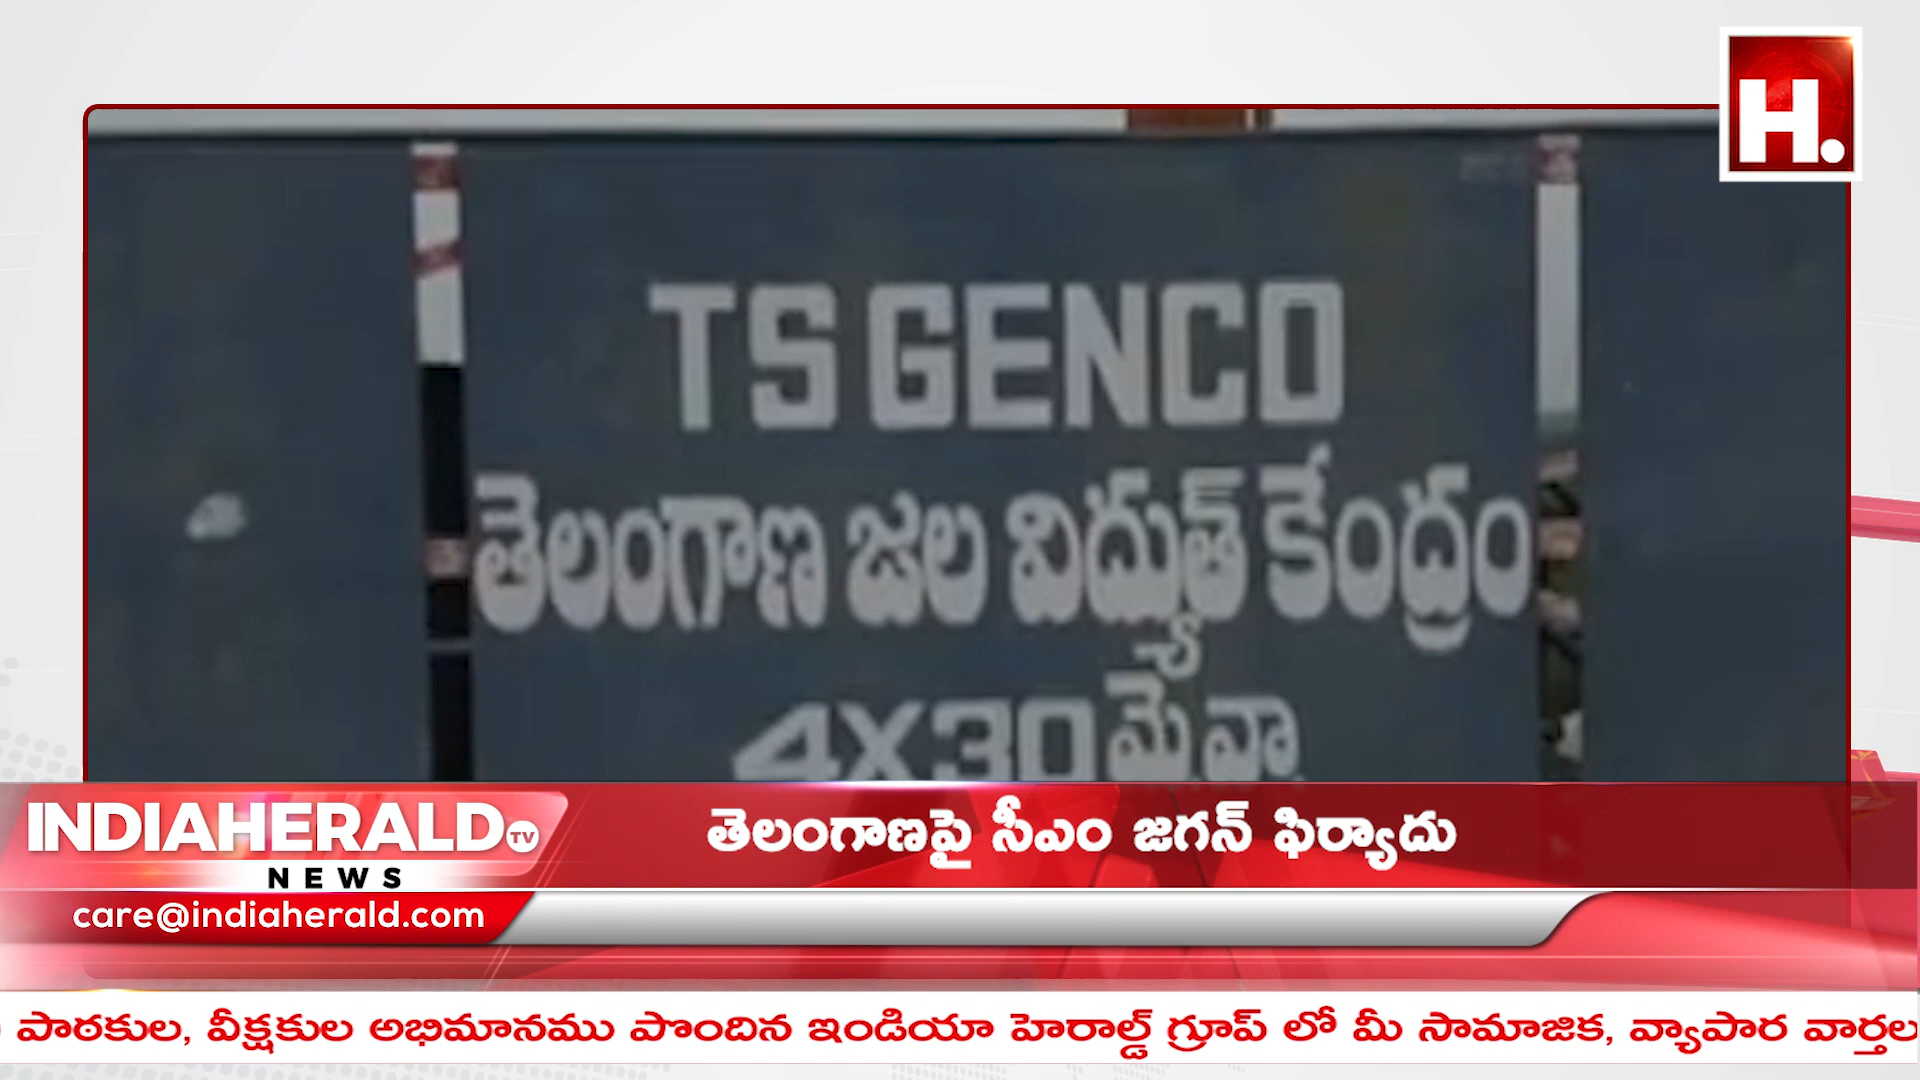 H.
TS GENCO
తెలంగాణ జల విద్యుత్ కేంద్రం
4X30 మె.వా
INDIAHERALD TV
తెలంగాణపై సీఎం జగన్ ఫిర్యాదు
NEWS
care@indiaherald.com
పాఠకుల, వీక్షకుల అభిమానము పొందిన ఇండియా హెరాల్డ్ గ్రూప్ లో మీ సామాజిక, వ్యాపార వార్తల